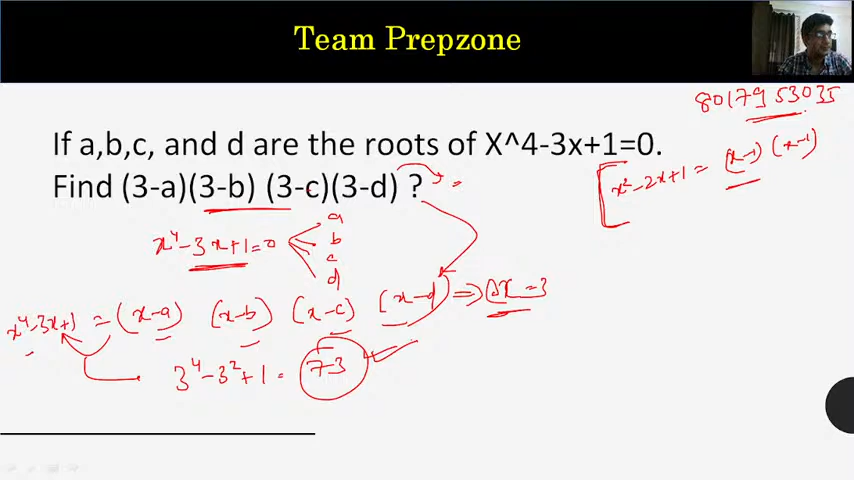 Team Prepzone
8017953035
If a,b,c, and d are the roots of X^4-3x+1=0.
Find (3-a)(3-b) (3-c)(3-d) ?
x²-2x+1 = (x-1) (x-1)
x⁴-3x+1=0
a
b
c
d
x⁴-3x+1 = (x-a) (x-b) (x-c) (x-d) ⇒ x=3
3⁴-3²+1 = 73